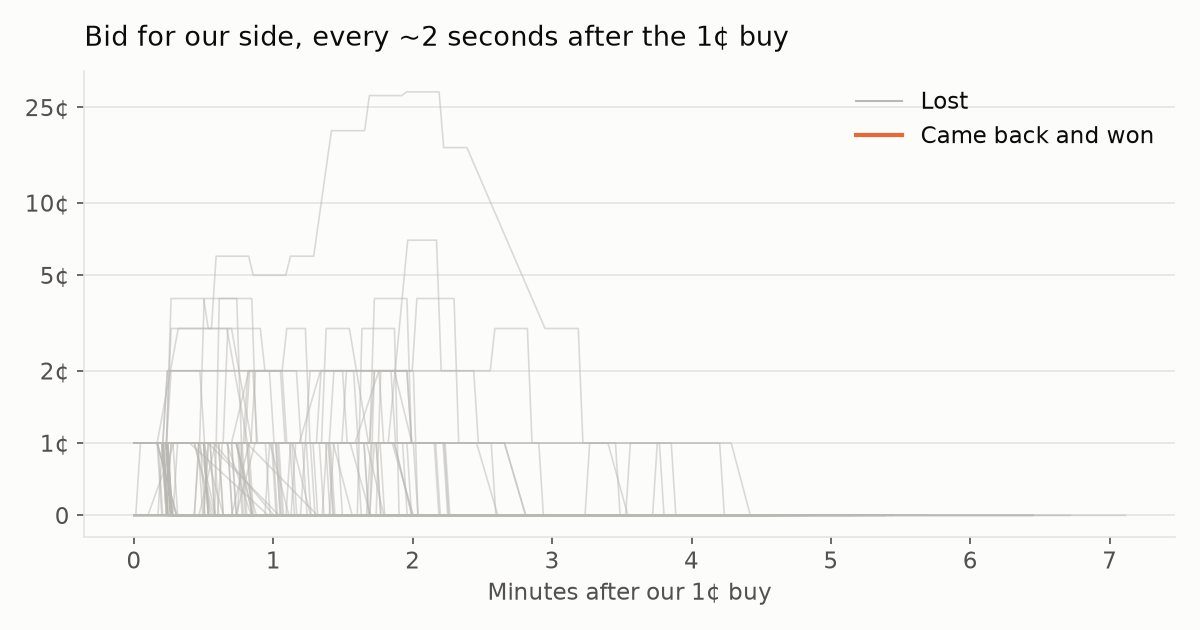 Bid for our side, every ~2 seconds after the 1¢ buy
Lost
Came back and won
25¢
10¢
5¢
2¢
1¢
0
0 1 2 3 4 5 6 7
Minutes after our 1¢ buy